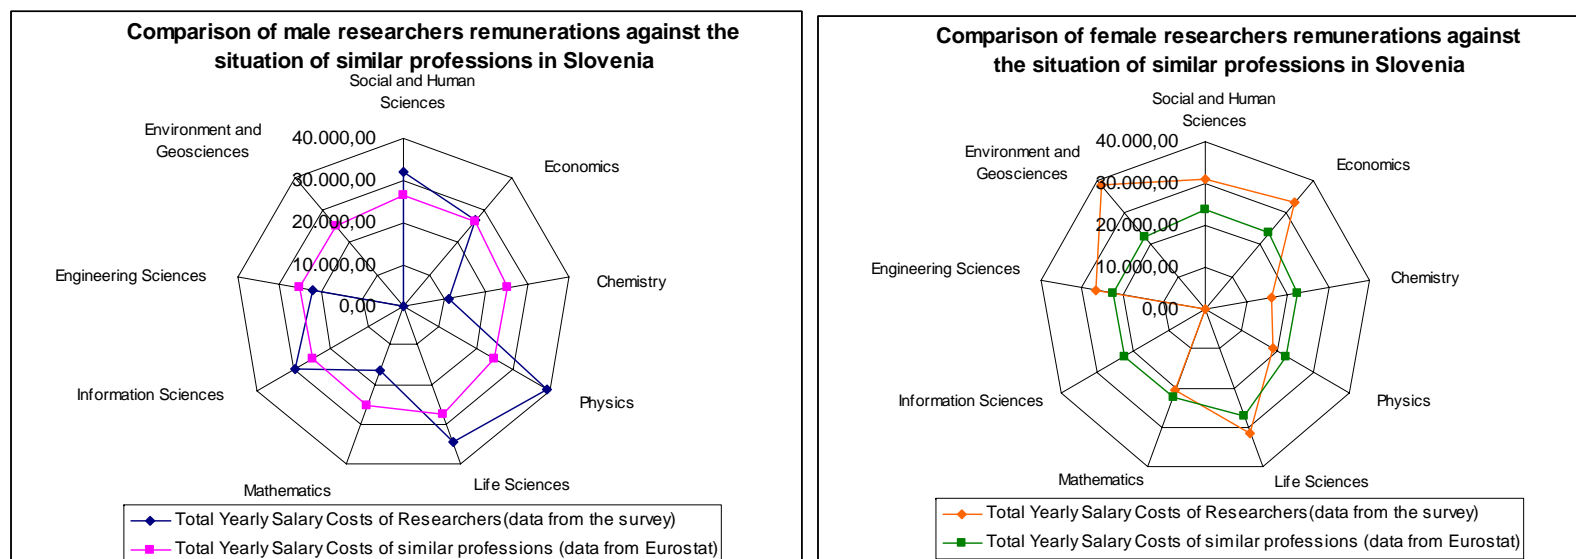 Comparison of male researchers remunerations against the
situation of similar professions in Slovenia
Social and Human
Sciences
Environment and
Geosciences
40.000,00
Economics
30.000,00
20.000,00
Engineering Sciences
10.000,00
Chemistry
0,00
Information Sciences
Physics
Mathematics
Life Sciences
Total Yearly Salary Costs of Researchers(data from the survey)
Total Yearly Salary Costs of similar professions (data from Eurostat)
Comparison of female researchers remunerations against
the situation of similar professions in Slovenia
Social and Human
Sciences
Environment and
Geosciences
40.000,00
Economics
30.000,00
20.000,00
Engineering Sciences
10.000,00
Chemistry
0,00
Information Sciences
Physics
Mathematics
Life Sciences
Total Yearly Salary Costs of Researchers(data from the survey)
Total Yearly Salary Costs of similar professions (data from Eurostat)